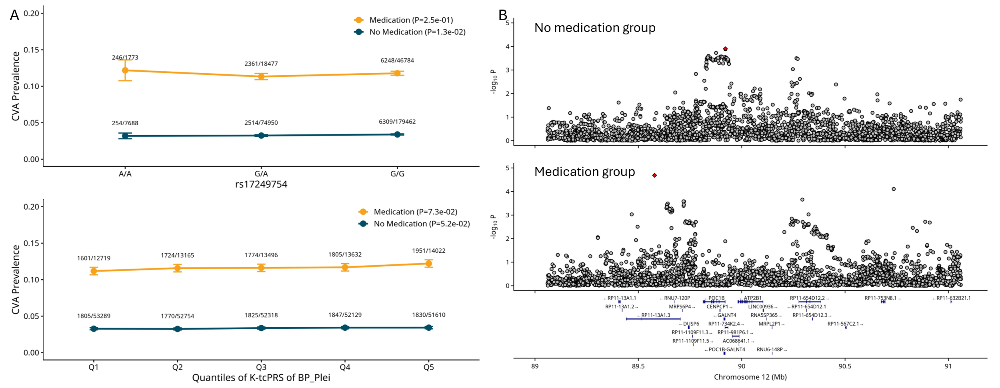 A
0.20
0.15
0.10
0.05
0.00
CVA Prevalence
Medication (P=2.5e-01)
No Medication (P=1.3e-02)
246/1773
2361/18477
6248/46784
254/7688
2514/74950
6309/179462
A/A
G/A
G/G
rs17249754
0.20
0.15
0.10
0.05
0.00
CVA Prevalence
Medication (P=7.3e-02)
No Medication (P=5.2e-02)
1601/12719
1724/13165
1774/13496
1805/13632
1951/14022
1805/53289
1770/52754
1825/52318
1847/52129
1830/51610
Q1
Q2
Q3
Q4
Q5
Quantiles of K-tcPRS of BP_Plei
B
No medication group
5
4
3
2
1
0
-log10 P
Medication group
5
4
3
2
1
0
-log10 P
←RP11-13A1.1
←RNU7-120P
←POC1B
←ATP2B1
RP11-654D12.2→
RP11-753N8.1→
←RP11-632B21.1
RP11-13A1.2→
MRPS6P4→
CENPCP1→
LINC00936→
←RP11-654D12.1
←RP11-13A1.3
←GALNT4
RNA5SP365→
RP11-654D12.3→
←DUSP6
RP11-734K2.4→
MRPL2P1→
RP11-567C2.1→
RP11-1109F11.3→
RP11-981P6.1→
RP11-1109F11.5→
AC068641.1→
←POC1B-GALNT4
RNU6-148P→
89
89.5
90
90.5
91
Chromosome 12 (Mb)